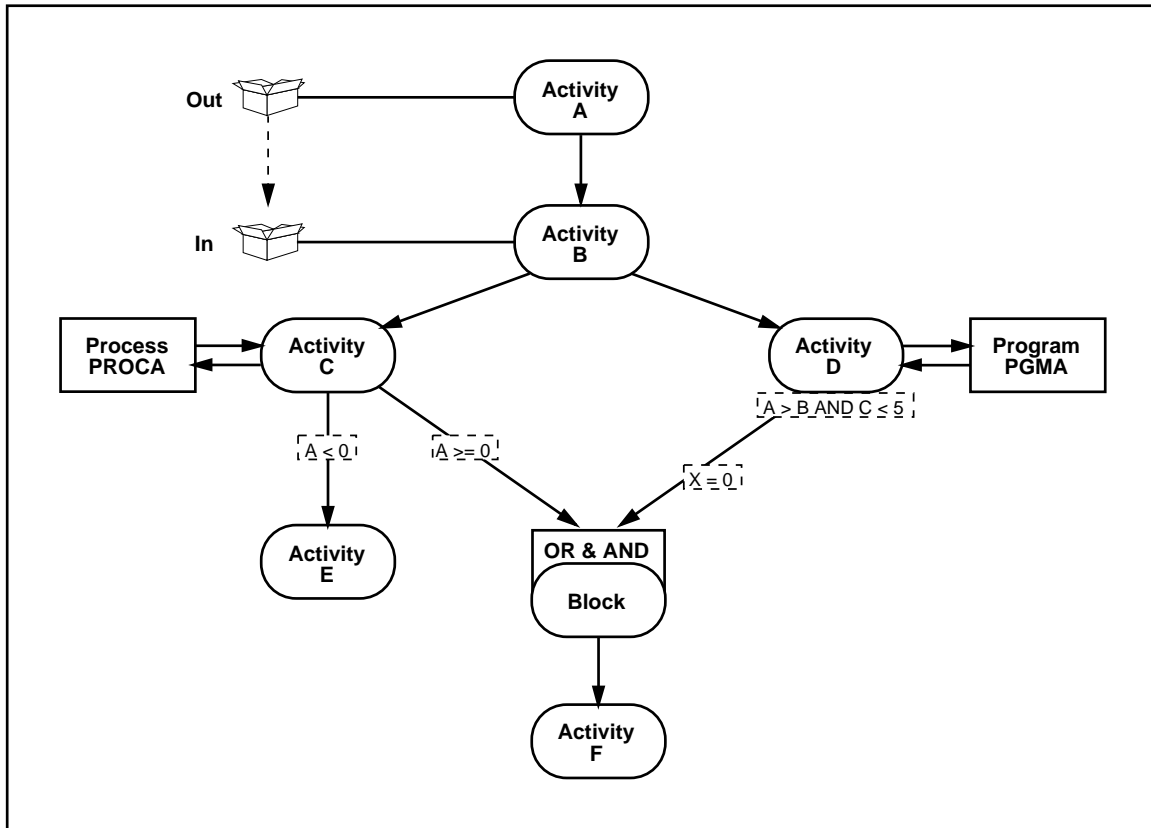 Activity
A
Out
Activity
B
In
Process
PROCA
Activity
C
Activity
D
Program
PGMA
A > B AND C < 5
A < 0
A >= 0
X = 0
Activity
E
OR & AND
Block
Activity
F